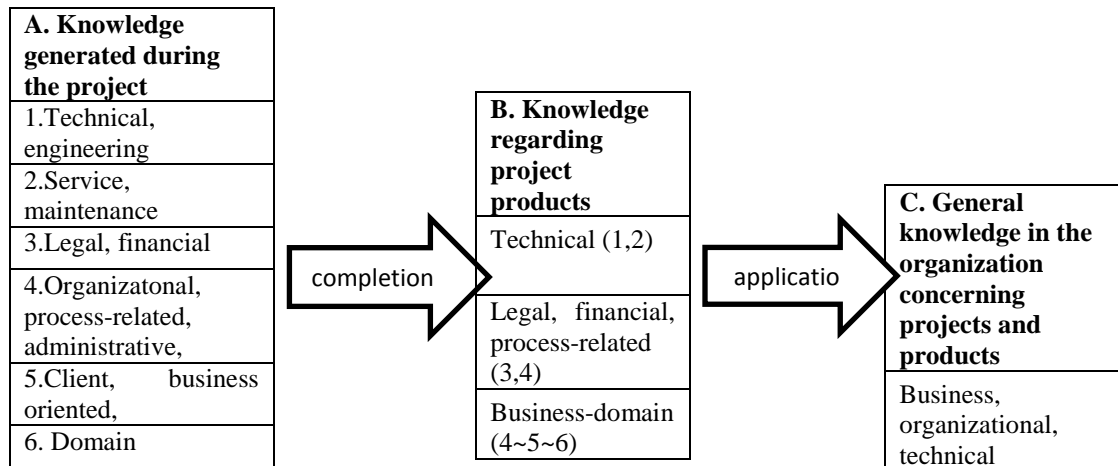 A. Knowledge
generated during
the project
1.Technical,
engineering
2.Service,
maintenance
3.Legal, financial
4.Organizatonal,
process-related,
administrative,
5.Client, business
oriented,
6. Domain
completion
B. Knowledge
regarding
project
products
Technical (1,2)
Legal, financial,
process-related
(3,4)
Business-domain
(4~5~6)
applicatio
C. General
knowledge in the
organization
concerning
projects and
products
Business,
organizational,
technical